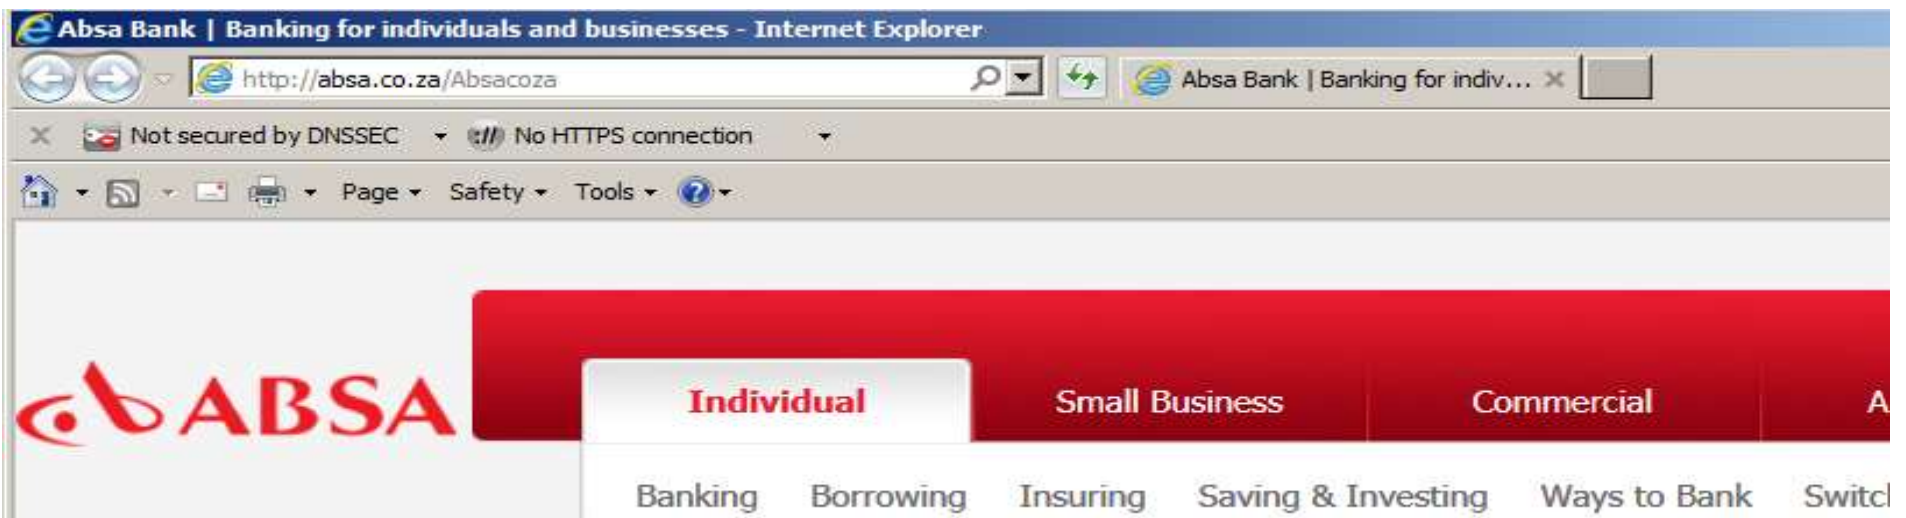 Absa Bank | Banking for individuals and businesses - Internet Explorer
http://absa.co.za/Absacoza Absa Bank | Banking for indiv...
Not secured by DNSSEC :// No HTTPS connection
Page Safety Tools ?
ABSA Individual Small Business Commercial A
Banking Borrowing Insuring Saving & Investing Ways to Bank Switch